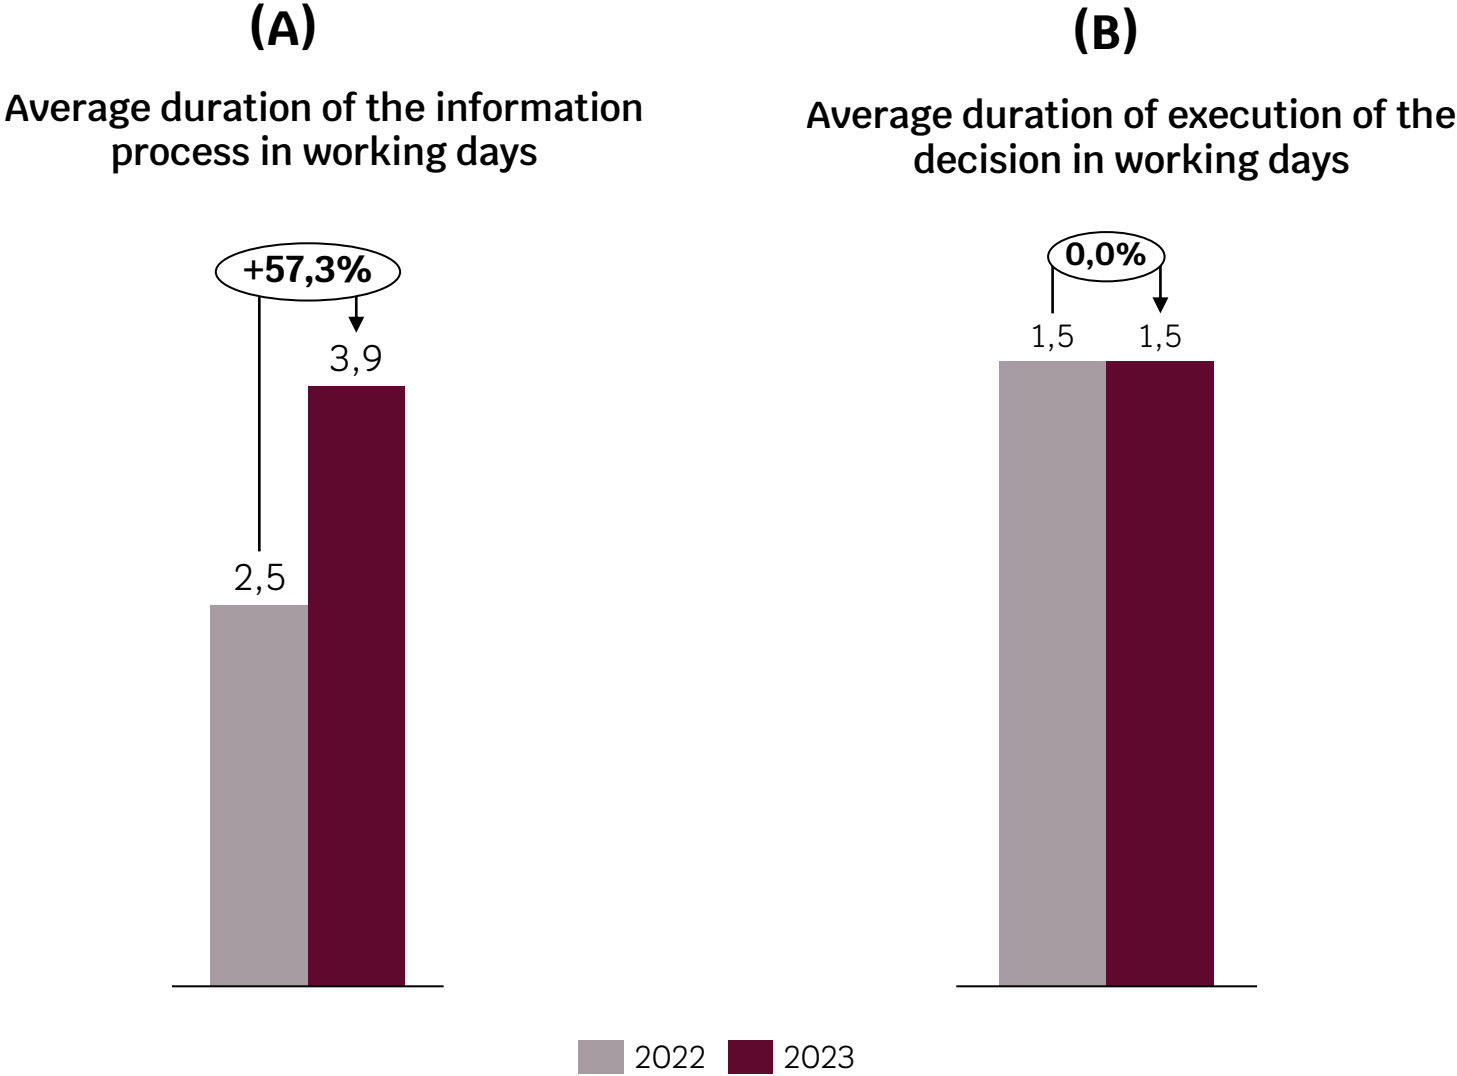 (A)
Average duration of the information
process in working days
+57,3%
3,9
2,5
(B)
Average duration of execution of the
decision in working days
0,0%
1,5
1,5
2022
2023